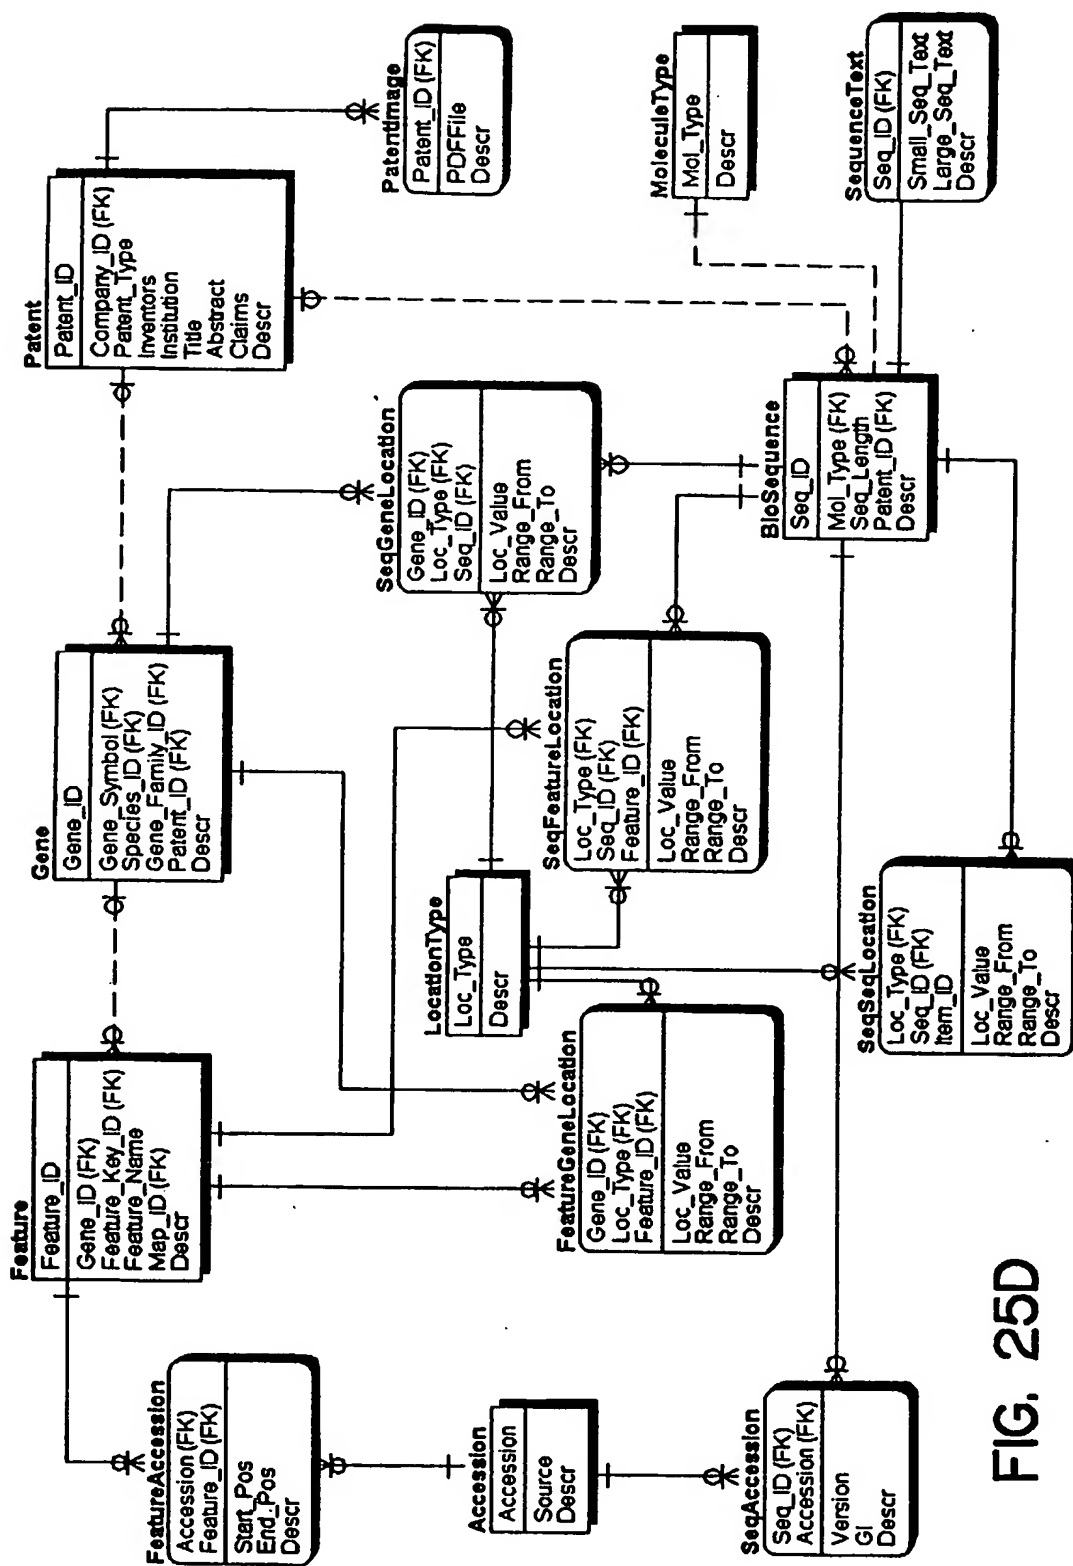 Feature
Feature_ID
Gene_ID (FK)
Feature_Key_ID (FK)
Feature_Name
Map_ID (FK)
Descr
Gene
Gene_ID
Gene_Symbol (FK)
Species_ID (FK)
Gene_Family_ID (FK)
Patent_ID (FK)
Descr
Patent
Patent_ID
Company_ID (FK)
Patent_Type
Inventors
Institution
Title
Abstract
Claims
Descr
FeatureAccession
Accession (FK)
Feature_ID (FK)
Start_Pos
End_Pos
Descr
PatentImage
Patent_ID (FK)
PDFFile
Descr
SeqGeneLocation
Gene_ID (FK)
Loc_Type (FK)
Seq_ID (FK)
Loc_Value
Range_From
Range_To
Descr
LocationType
Loc_Type
Descr
Accession
Accession
Source
Descr
FeatureGeneLocation
Gene_ID (FK)
Loc_Type (FK)
Feature_ID (FK)
Loc_Value
Range_From
Range_To
Descr
SeqFeatureLocation
Loc_Type (FK)
Seq_ID (FK)
Feature_ID (FK)
Loc_Value
Range_From
Range_To
Descr
MoleculeType
Mol_Type
Descr
SeqAccession
Seq_ID (FK)
Accession (FK)
Version
GI
Descr
BioSequence
Seq_ID
Mol_Type (FK)
Seq_Length
Patent_ID (FK)
Descr
SequenceText
Seq_ID (FK)
Small_Seq_Text
Large_Seq_Text
Descr
SeqSeqLocation
Loc_Type (FK)
Seq_ID (FK)
Item_ID
Loc_Value
Range_From
Range_To
Descr
FIG. 25D